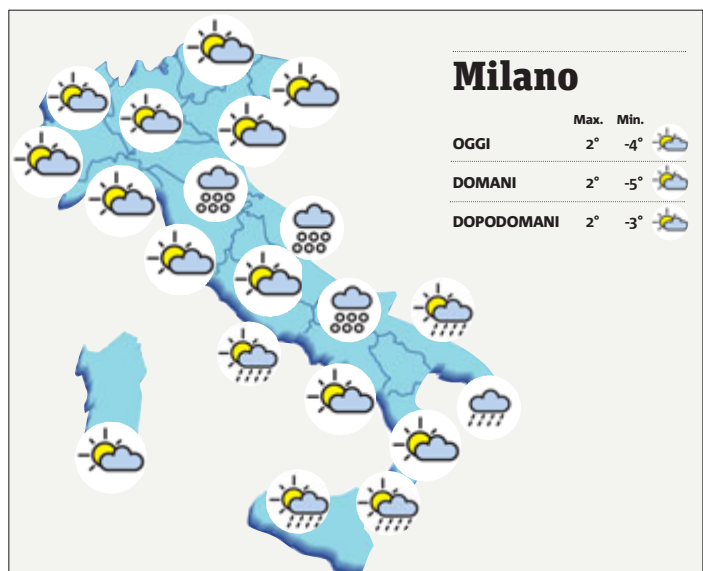 Milano
Max. Min.
OGGI 2° -4°
DOMANI 2° -5°
DOPODOMANI 2° -3°